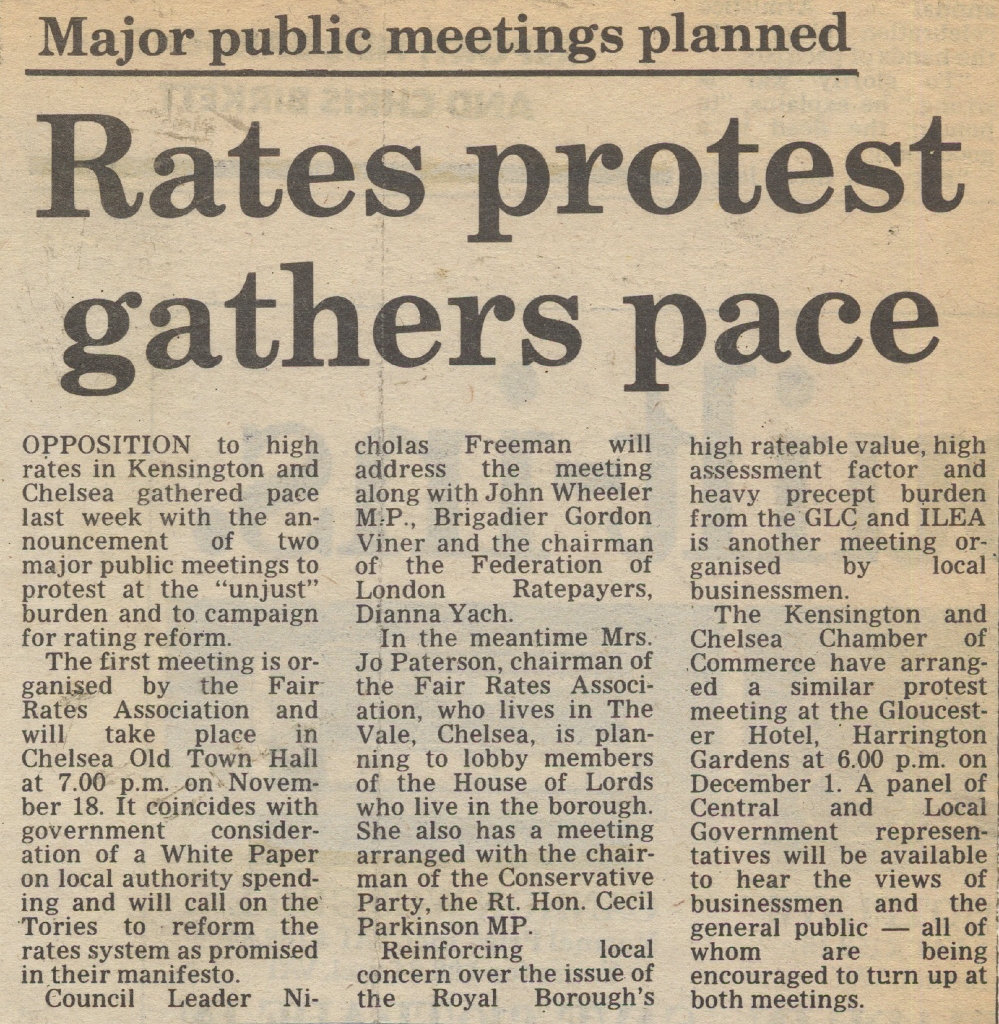 Major public meetings planned
Rates protest
gathers pace
OPPOSITION to high
rates in Kensington and
Chelsea gathered pace
last week with the an-
nouncement of two
major public meetings to
protest at the "unjust"
burden and to campaign
for rating reform.
The first meeting is or-
ganised by the Fair
Rates Association and
will take place in
Chelsea Old Town Hall
at 7.00 p.m. on Novem-
ber 18. It coincides with
government consider-
ation of a White Paper
on local authority spend-
ing and will call on the
Tories to reform the
rates system as promised
in their manifesto.
Council Leader Ni-
cholas Freeman will
address the meeting
along with John Wheeler
M.P., Brigadier Gordon
Viner and the chairman
of the Federation of
London Ratepayers,
Dianna Yach.
In the meantime Mrs.
Jo Paterson, chairman of
the Fair Rates Associ-
ation, who lives in The
Vale, Chelsea, is plan-
ning to lobby members
of the House of Lords
who live in the borough.
She also has a meeting
arranged with the chair-
man of the Conservative
Party, the Rt. Hon. Cecil
Parkinson MP.
Reinforcing local
concern over the issue of
the Royal Borough's
high rateable value, high
assessment factor and
heavy precept burden
from the GLC and ILEA
is another meeting or-
ganised by local
businessmen.
The Kensington and
Chelsea Chamber of
Commerce have arrang-
ed a similar protest
meeting at the Gloucest-
er Hotel, Harrington
Gardens at 6.00 p.m. on
December 1. A panel of
Central and Local
Government represen-
tatives will be available
to hear the views of
businessmen and the
general public — all of
whom are being
encouraged to turn up at
both meetings.